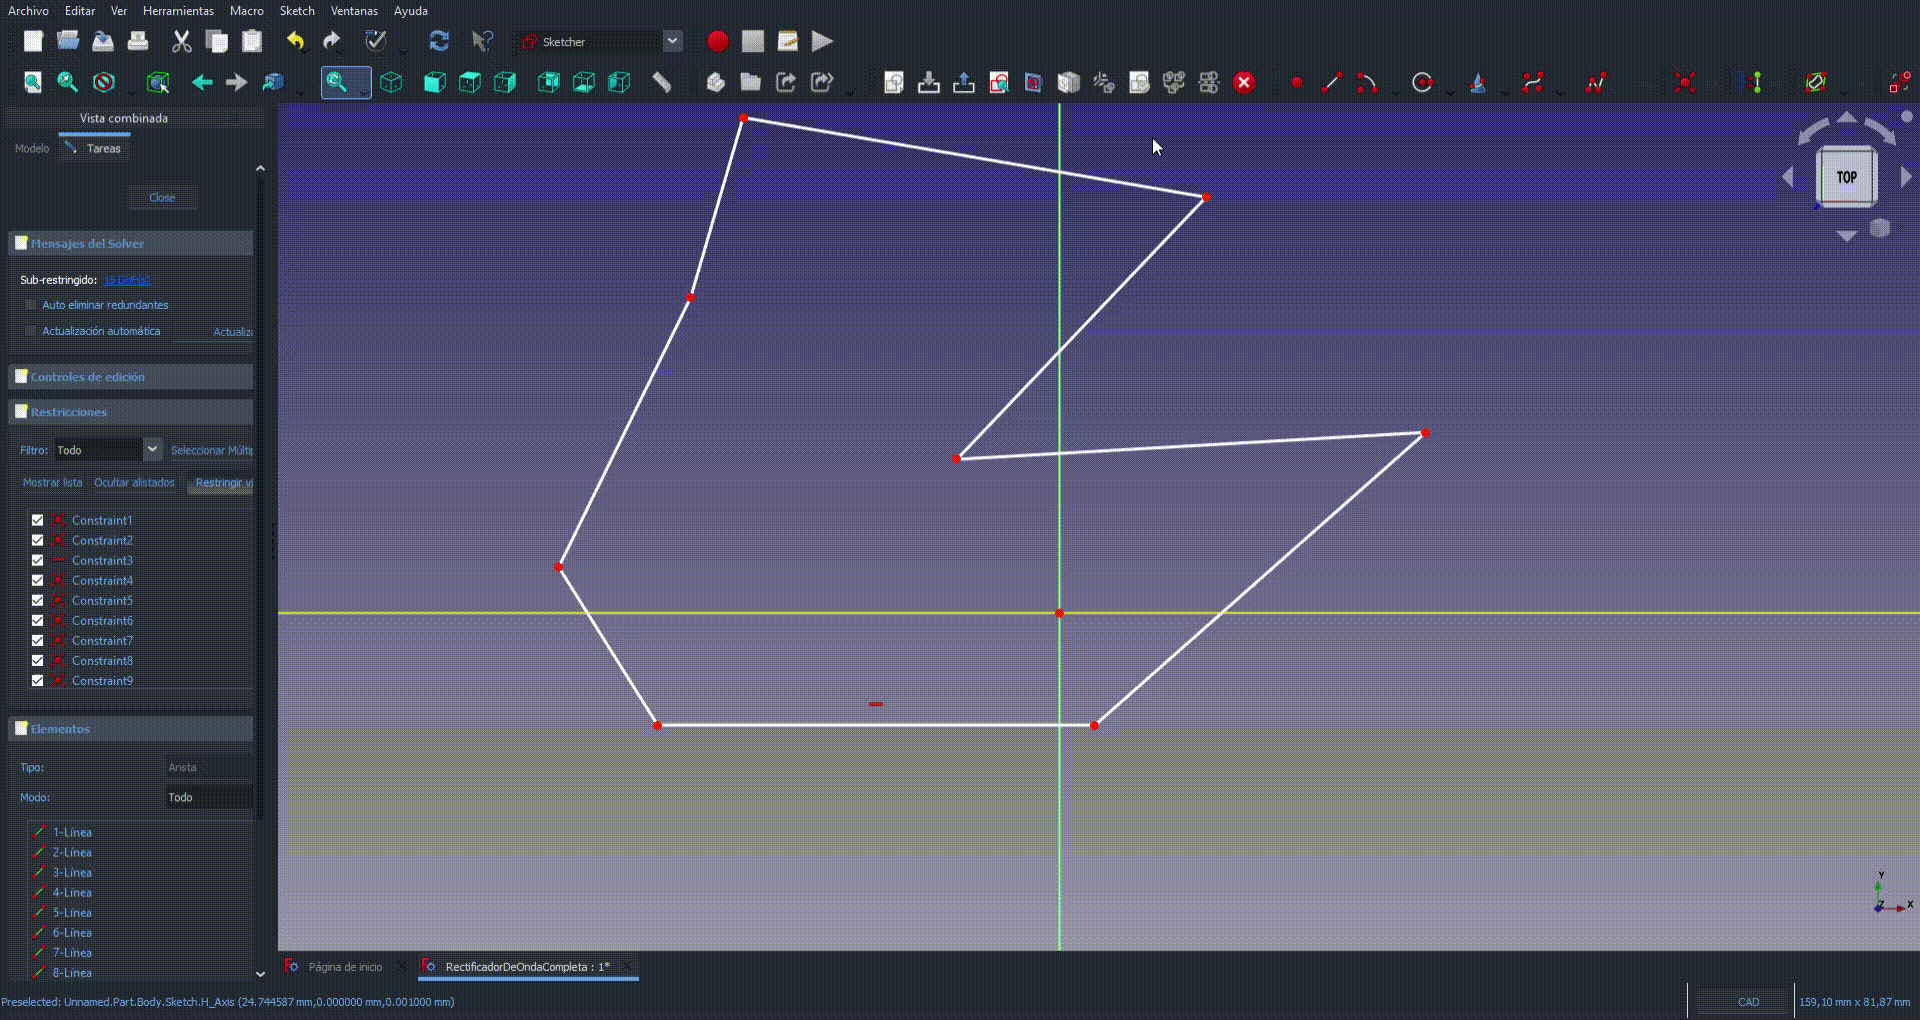 Archivo Editar Ver Herramientas Macro Sketch Ventanas Ayuda
Sketcher
Vista combinada
Modelo Tareas
Close
Mensajes del Solver
Sub-restringido: 15 DoF(s)
Auto eliminar redundantes
Actualización automática Actualiza
Controles de edición
Restricciones
Filtro: Todo Seleccionar Múltip
Mostrar lista Ocultar alistados Restringir vi
Constraint1
Constraint2
Constraint3
Constraint4
Constraint5
Constraint6
Constraint7
Constraint8
Constraint9
Elementos
Tipo: Arista
Modo: Todo
1-Línea
2-Línea
3-Línea
4-Línea
5-Línea
6-Línea
7-Línea
8-Línea
TOP
Y
Z X
Página de inicio RectificadorDeOndaCompleta : 1*
Preselected: Unnamed.Part.Body.Sketch.H_Axis (24.744587 mm,0.000000 mm,0.001000 mm)
CAD 159,10 mm x 81,87 mm